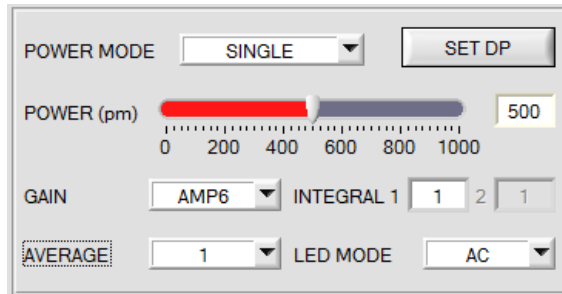 POWER MODE SINGLE SET DP
POWER (pm) 500
0 200 400 600 800 1000
GAIN AMP6 INTEGRAL 1 1 2 1
AVERAGE 1 LED MODE AC